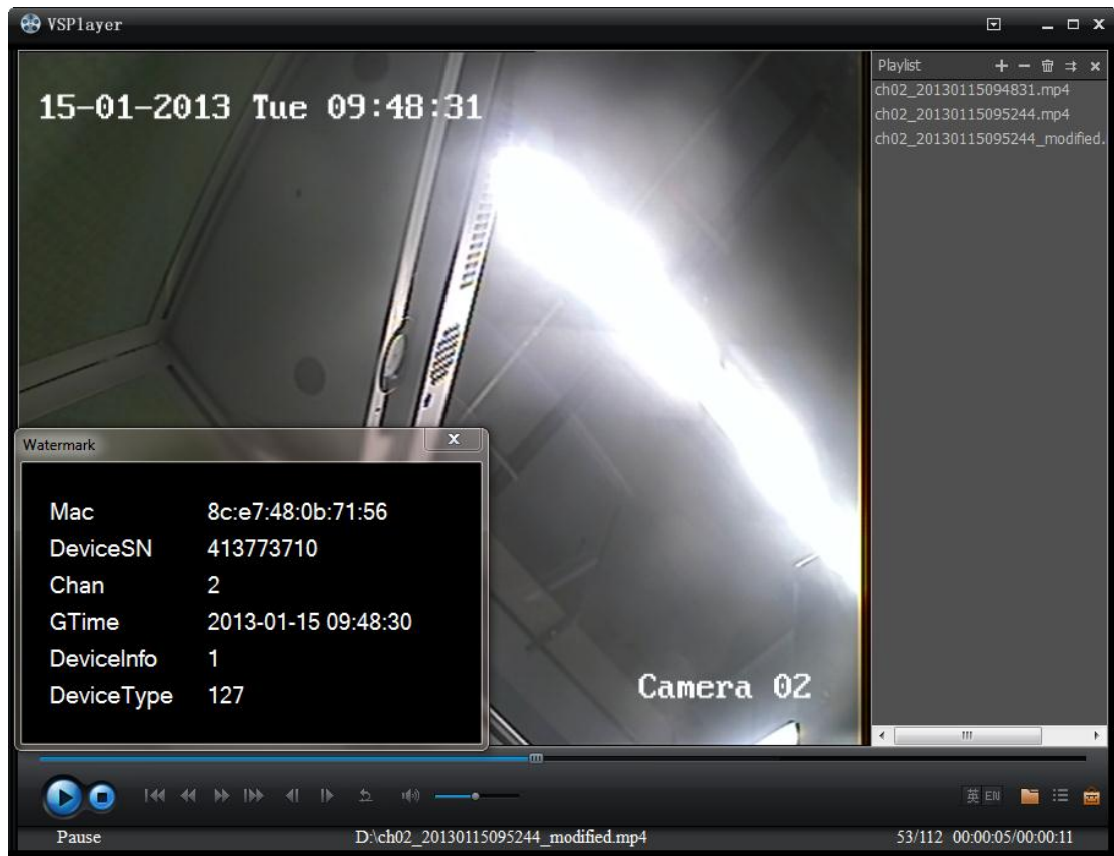 VSPlayer
Playlist
15-01-2013 Tue 09:48:31
ch02_20130115094831.mp4
ch02_20130115095244.mp4
ch02_20130115095244_modified.
Watermark
Mac 8c:e7:48:0b:71:56
DeviceSN 413773710
Chan 2
GTime 2013-01-15 09:48:30
DeviceInfo 1
DeviceType 127
Camera 02
英 EN
Pause D:\ch02_20130115095244_modified.mp4 53/112 00:00:05/00:00:11